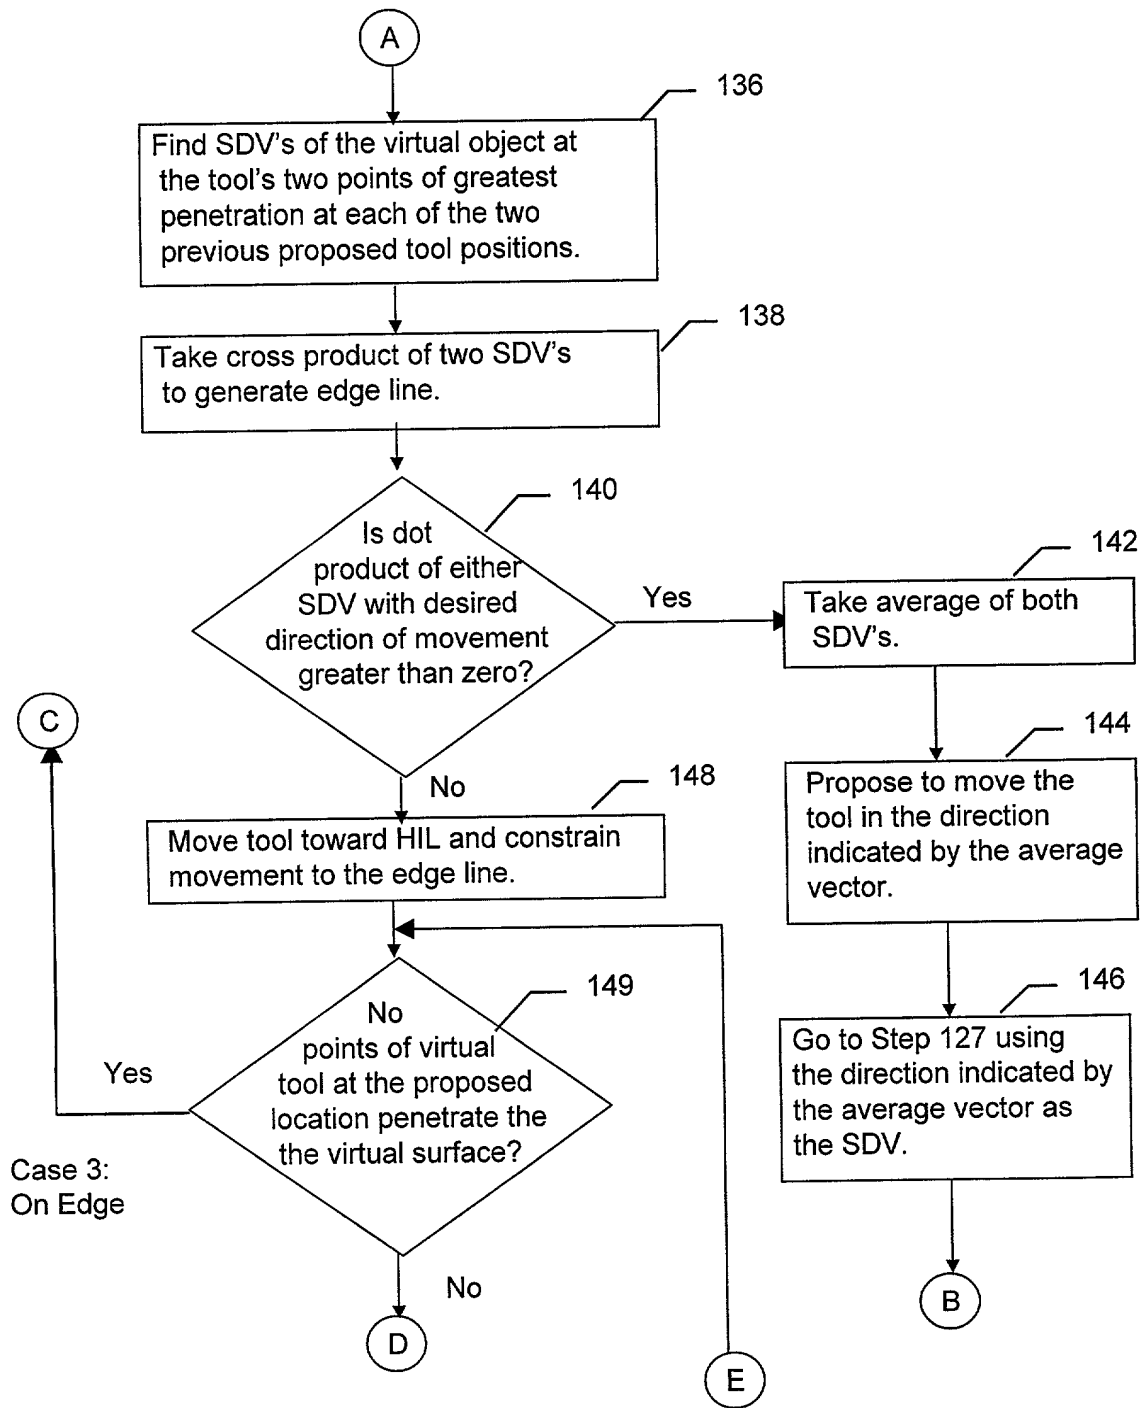 A
136
Find SDV's of the virtual object at
the tool's two points of greatest
penetration at each of the two
previous proposed tool positions.
138
Take cross product of two SDV's
to generate edge line.
140
Is dot
product of either
SDV with desired
direction of movement
greater than zero?
Yes
142
Take average of both
SDV's.
C
No
144
Propose to move the
tool in the direction
indicated by the average
vector.
148
Move tool toward HIL and constrain
movement to the edge line.
149
No
points of virtual
tool at the proposed
location penetrate the
the virtual surface?
Yes
146
Go to Step 127 using
the direction indicated by
the average vector as
the SDV.
Case 3:
On Edge
No
B
D
E